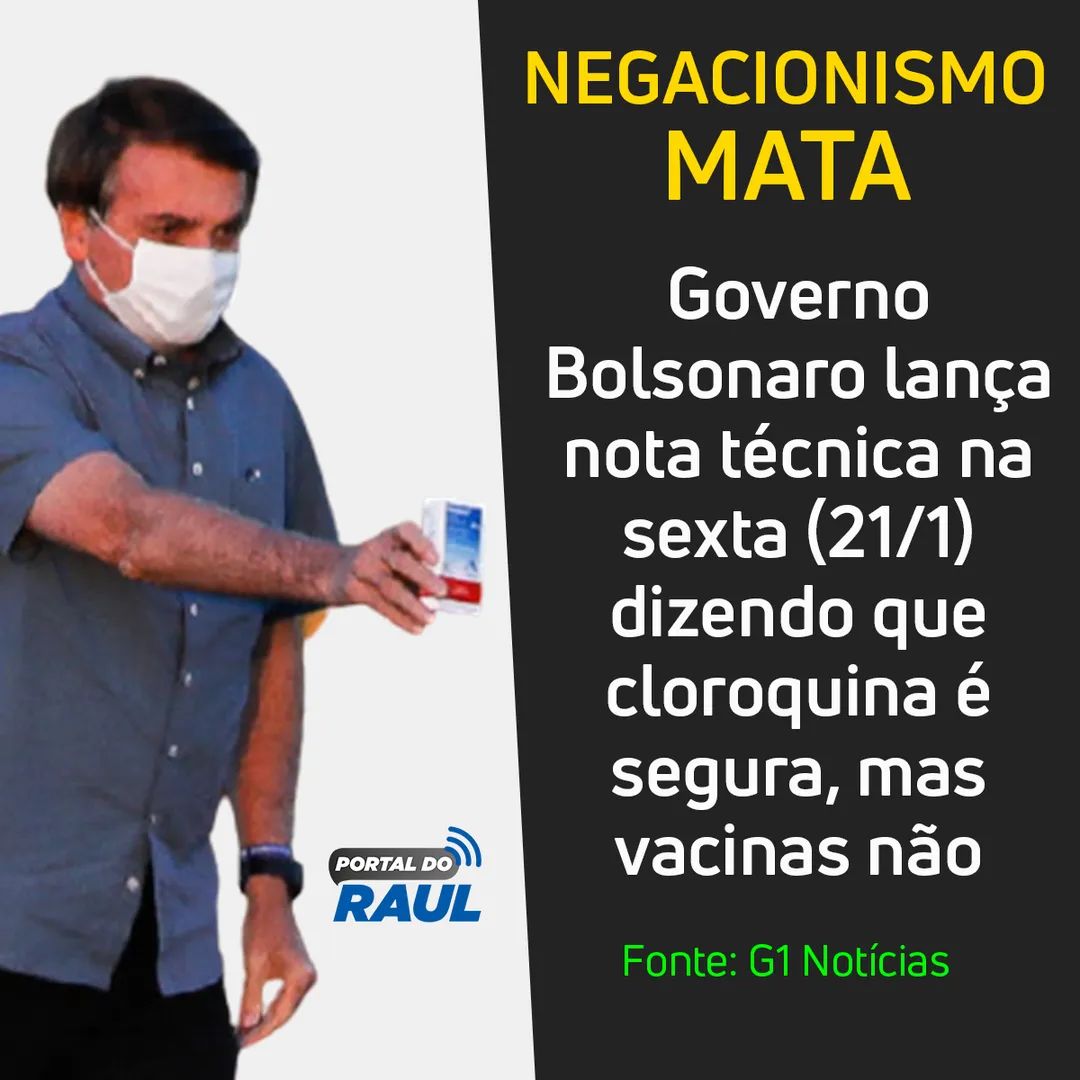 NEGACIONISMO
MATA
Governo
Bolsonaro lança
nota técnica na
sexta (21/1)
dizendo que
cloroquina é
segura, mas
vacinas não
Fonte: G1 Notícias
PORTAL DO
RAUL